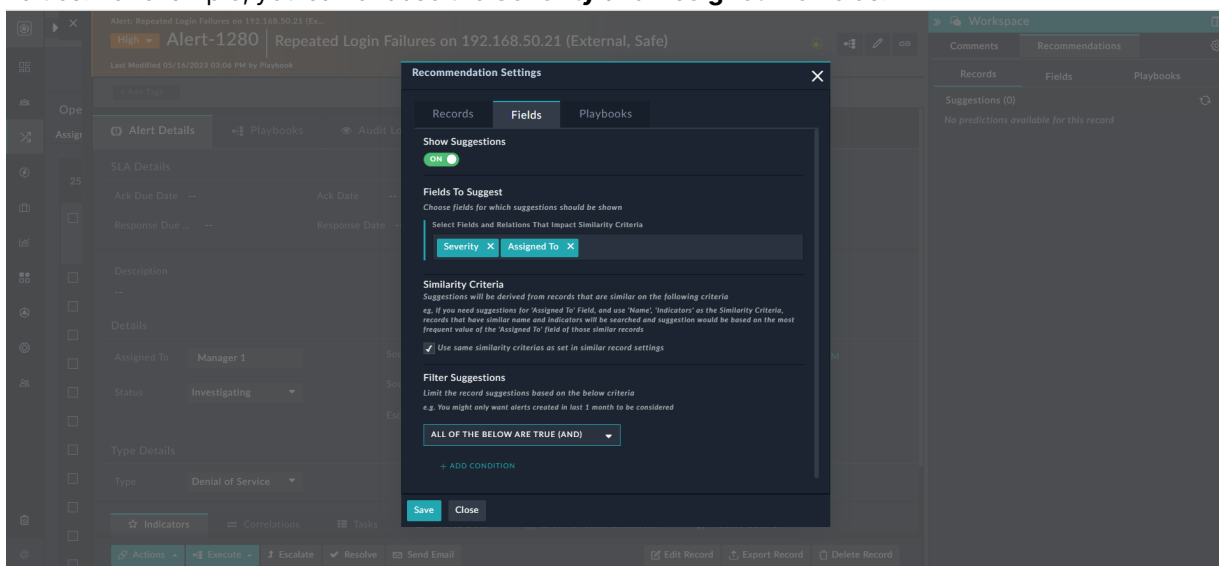 Alert: Repeated Login Failures on 192.168.50.21 (Ex...
High
Alert-1280
Repeated Login Failures on 192.168.50.21 (External, Safe)
Last Modified 05/16/2023 03:06 PM by Playbook
+ Add Tags
Ope
Assign
25
Alert Details
Playbooks
Audit Lo
SLA Details
Ack Due Date --
Ack Date --
Response Due ... --
Response Date --
Description
--
Details
Assigned To Manager 1
Sou
Status Investigating
Sou
Esc
Type Details
Type Denial of Service
Indicators
Correlations
Tasks
Actions
Execute
Escalate
Resolve
Send Email
Edit Record
Export Record
Delete Record
Recommendation Settings
Records
Fields
Playbooks
Show Suggestions
ON
Fields To Suggest
Choose fields for which suggestions should be shown
Select Fields and Relations That Impact Similarity Criteria
Severity X
Assigned To X
Similarity Criteria
Suggestions will be derived from records that are similar on the following criteria
eg, If you need suggestions for 'Assigned To' Field, and use 'Name', 'Indicators' as the Similarity Criteria,
records that have similar name and indicators will be searched and suggestion would be based on the most
frequent value of the 'Assigned To' field of those similar records
Use same similarity criterias as set in similar record settings
Filter Suggestions
Limit the record suggestions based on the below criteria
e.g. You might only want alerts created in last 1 month to be considered
ALL OF THE BELOW ARE TRUE (AND)
+ ADD CONDITION
Save
Close
Workspace
Comments
Recommendations
Records
Fields
Playbooks
Suggestions (0)
No predictions available for this record